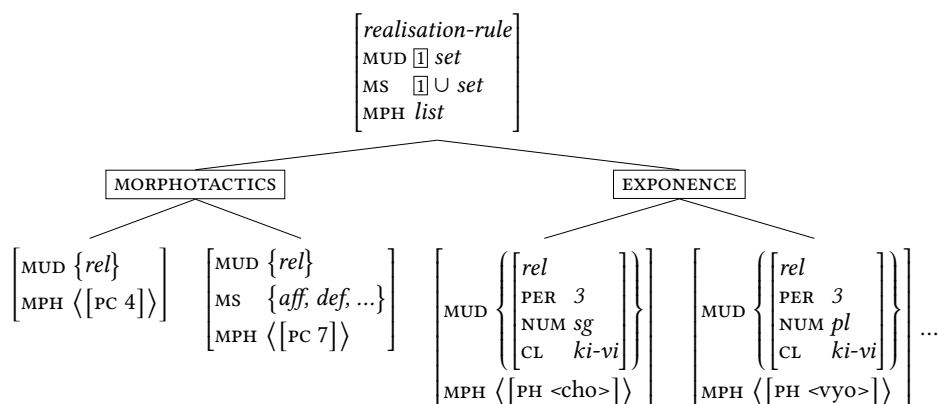 realisation-rule
MUD 1 set
MS 1 ∪ set
MPH list
MORPHOTACTICS
EXPONENCE
MUD {rel}
MPH ⟨[PC 4]⟩
MUD {rel}
MS {aff, def, ...}
MPH ⟨[PC 7]⟩
rel
PER 3
MUD
NUM sg
CL ki-vi
MPH ⟨[PH <cho>]⟩
rel
PER 3
MUD
NUM pl
CL ki-vi
MPH ⟨[PH <vyo>]⟩
...